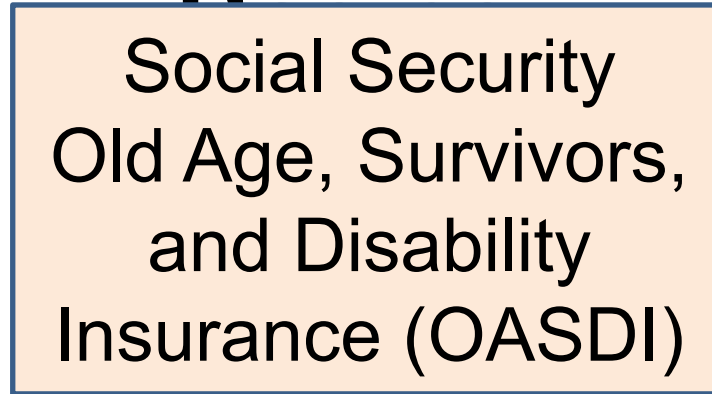 Social Security
Old Age, Survivors,
and Disability
Insurance (OASDI)